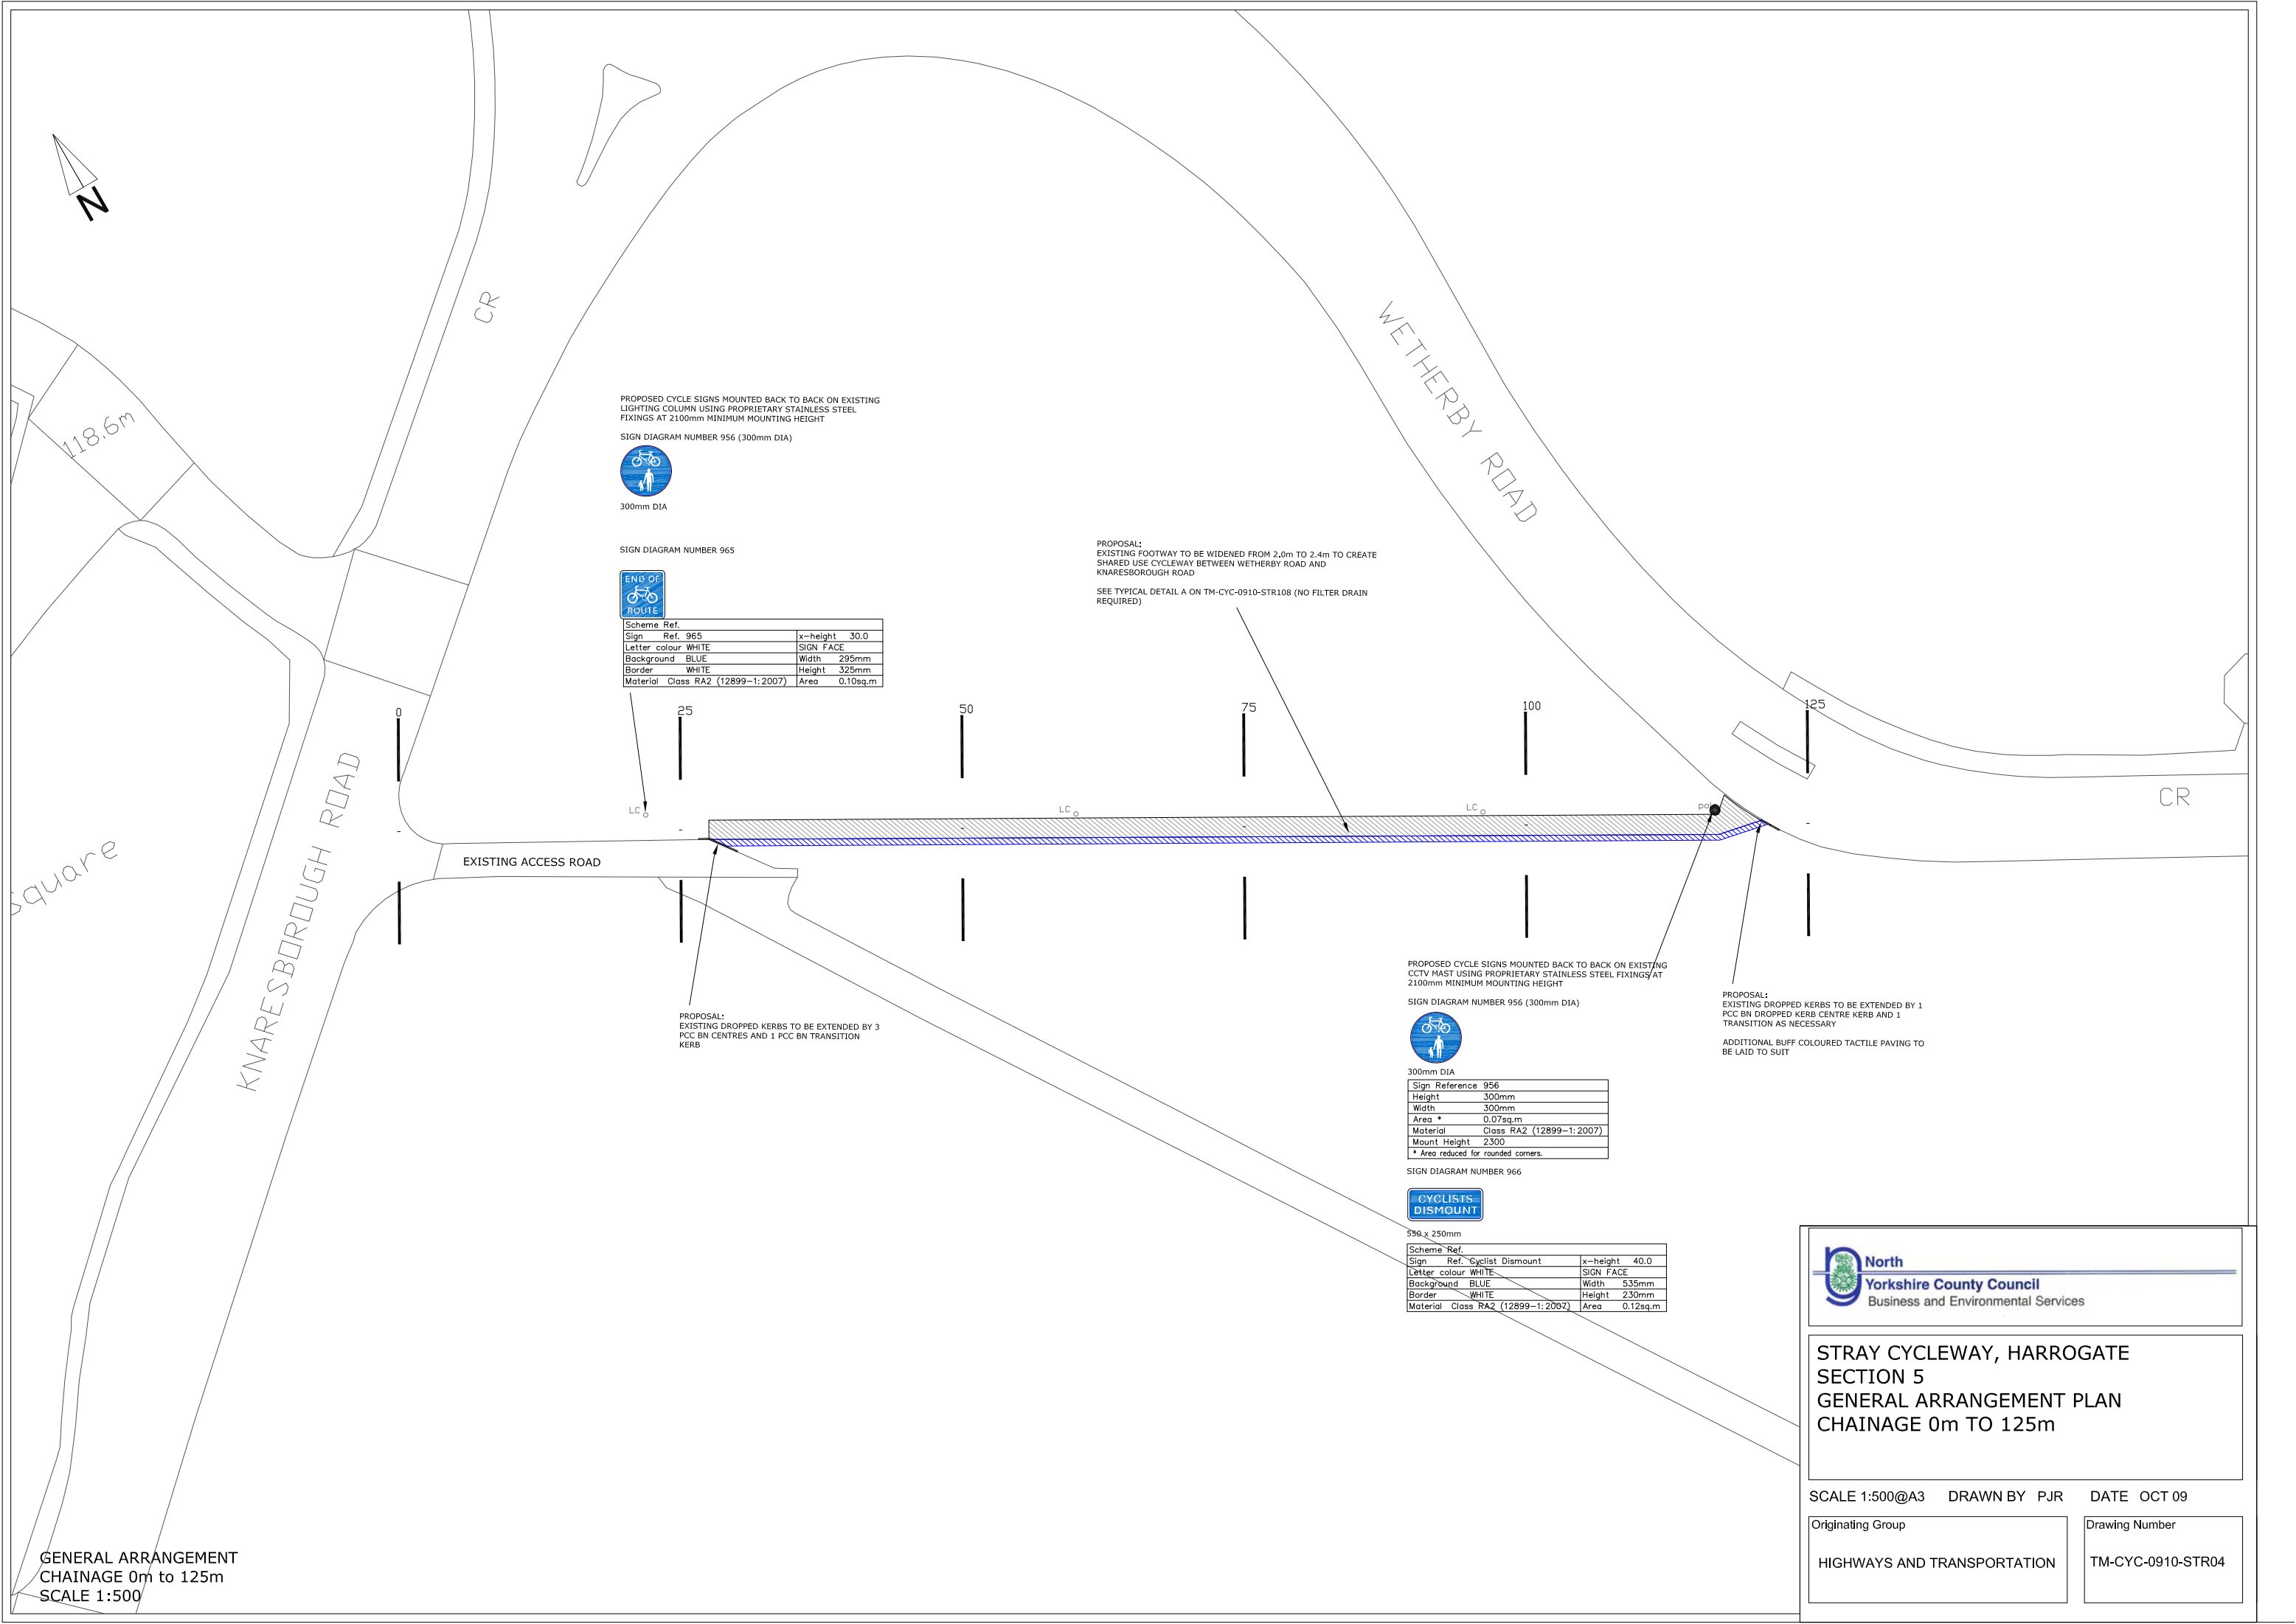 N
CR
118.6m
Square
KNARESBOROUGH ROAD
WETHERBY ROAD
CR
PROPOSED CYCLE SIGNS MOUNTED BACK TO BACK ON EXISTING
LIGHTING COLUMN USING PROPRIETARY STAINLESS STEEL
FIXINGS AT 2100mm MINIMUM MOUNTING HEIGHT
SIGN DIAGRAM NUMBER 956 (300mm DIA)
300mm DIA
SIGN DIAGRAM NUMBER 965
END OF
ROUTE
Scheme Ref.
Sign Ref. 965 x-height 30.0
Letter colour WHITE SIGN FACE
Background BLUE Width 295mm
Border WHITE Height 325mm
Material Class RA2 (12899-1:2007) Area 0.10sq.m
PROPOSAL:
EXISTING FOOTWAY TO BE WIDENED FROM 2.0m TO 2.4m TO CREATE
SHARED USE CYCLEWAY BETWEEN WETHERBY ROAD AND
KNARESBOROUGH ROAD
SEE TYPICAL DETAIL A ON TM-CYC-0910-STR108 (NO FILTER DRAIN
REQUIRED)
0 25 50 75 100 125
LC LC LC
EXISTING ACCESS ROAD
PROPOSAL:
EXISTING DROPPED KERBS TO BE EXTENDED BY 3
PCC BN CENTRES AND 1 PCC BN TRANSITION
KERB
PROPOSED CYCLE SIGNS MOUNTED BACK TO BACK ON EXISTING
CCTV MAST USING PROPRIETARY STAINLESS STEEL FIXINGS AT
2100mm MINIMUM MOUNTING HEIGHT
SIGN DIAGRAM NUMBER 956 (300mm DIA)
300mm DIA
Sign Reference 956
Height 300mm
Width 300mm
Area * 0.07sq.m
Material Class RA2 (12899-1:2007)
Mount Height 2300
* Area reduced for rounded corners.
SIGN DIAGRAM NUMBER 966
CYCLISTS
DISMOUNT
550 x 250mm
Scheme Ref.
Sign Ref. Cyclist Dismount x-height 40.0
Letter colour WHITE SIGN FACE
Background BLUE Width 535mm
Border WHITE Height 230mm
Material Class RA2 (12899-1:2007) Area 0.12sq.m
PROPOSAL:
EXISTING DROPPED KERBS TO BE EXTENDED BY 1
PCC BN DROPPED KERB CENTRE KERB AND 1
TRANSITION AS NECESSARY
ADDITIONAL BUFF COLOURED TACTILE PAVING TO
BE LAID TO SUIT
North
Yorkshire County Council
Business and Environmental Services
STRAY CYCLEWAY, HARROGATE
SECTION 5
GENERAL ARRANGEMENT PLAN
CHAINAGE 0m TO 125m
SCALE 1:500@A3 DRAWN BY PJR DATE OCT 09
Originating Group
HIGHWAYS AND TRANSPORTATION
Drawing Number
TM-CYC-0910-STR04
GENERAL ARRANGEMENT
CHAINAGE 0m to 125m
SCALE 1:500